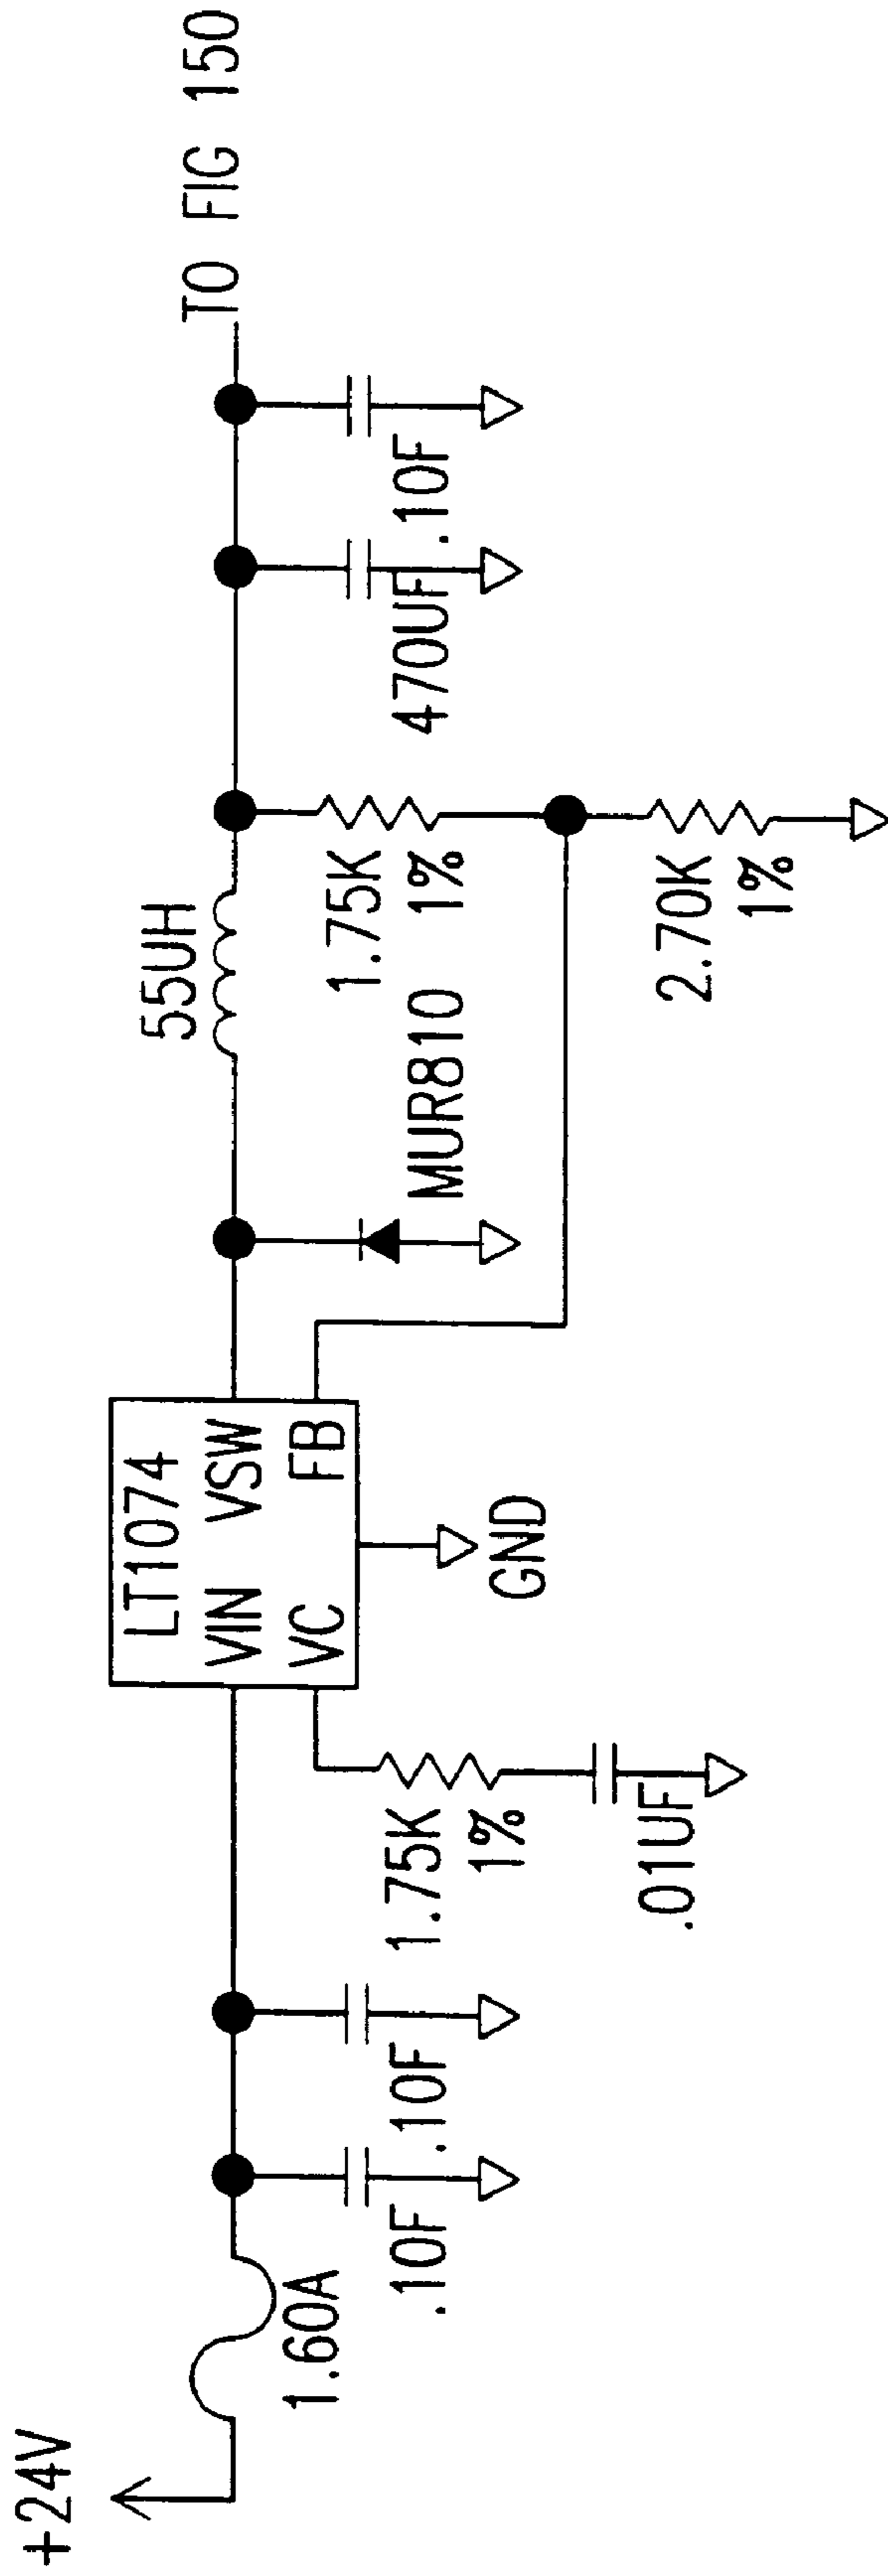 +24V
1.60A
.10F
.10F
1.75K
1%
.01UF
LT1074
VIN VSW
VC FB
GND
MUR810
55UH
1.75K
1%
2.70K
1%
470UF
.10F
TO FIG 150